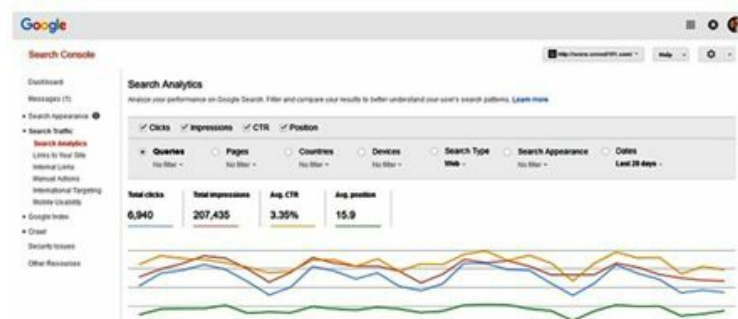 Google
Search Console
Help
Dashboard
Messages (1)
Search Appearance
Search Traffic
Search Analytics
Links to Your Site
Internal Links
Manual Actions
International Targeting
Mobile Usability
Google Index
Crawl
Security Issues
Other Resources
Search Analytics
Analyze your performance on Google Search. Filter and compare your results to better understand your user's search patterns. Learn more.
Clicks Impressions CTR Position
Queries Pages Countries Devices Search Type Search Appearance Dates
No filter No filter No filter No filter Web No filter Last 28 days
Total clicks Total impressions Avg. CTR Avg. position
6,940 207,435 3.35% 15.9